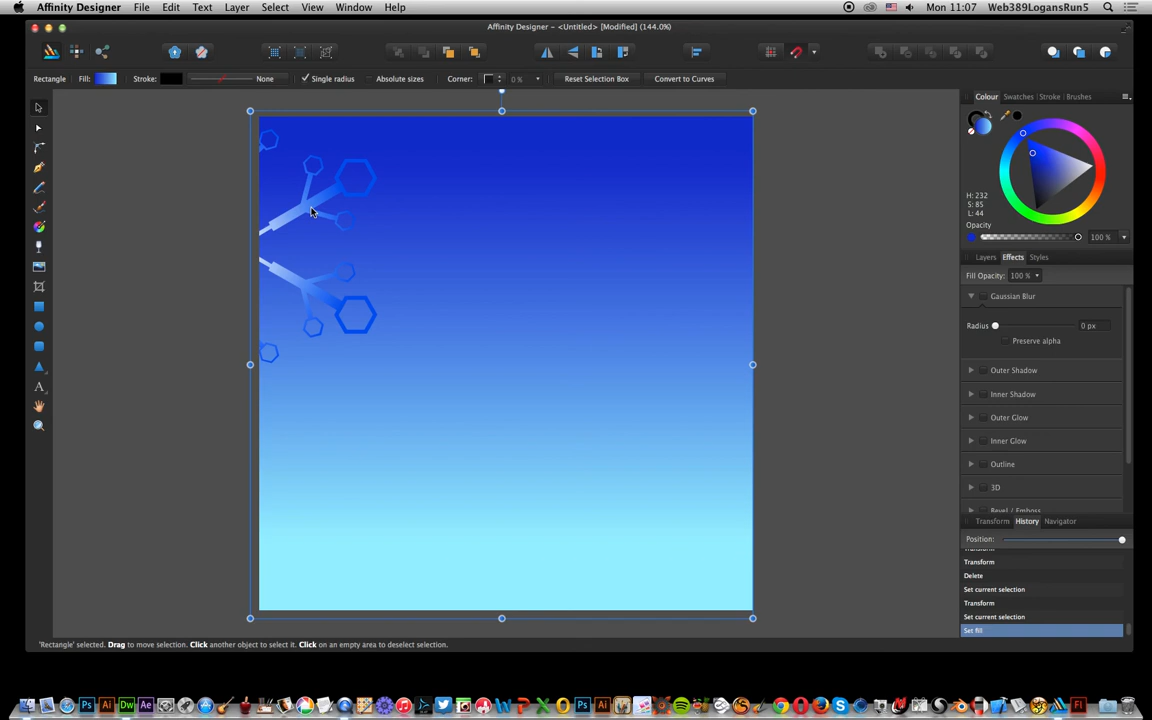 Affinity Designer File Edit Text Layer Select Arrange View Window Help Mon 11:07 Web389LogansRun5
Affinity Designer - <Untitled> [Modified] (144.0%)
Rectangle Fill: Stroke: None Single radius Absolute sizes Corner: 0 % Reset Selection Box Convert to Curves
Colour Swatches Stroke Brushes
H: 232
S: 85
L: 44
Opacity
100 %
Layers Effects Styles
Fill Opacity: 100 %
Gaussian Blur
Radius 0 px
Preserve alpha
Outer Shadow
Inner Shadow
Outer Glow
Inner Glow
Outline
3D
Bevel / Emboss
Transform History Navigator
Position:
Transform
Transform
Delete
Set current selection
Transform
Set current selection
Set fill
'Rectangle' selected. Drag to move selection. Click another object to select it. Click on an empty area to deselect selection.